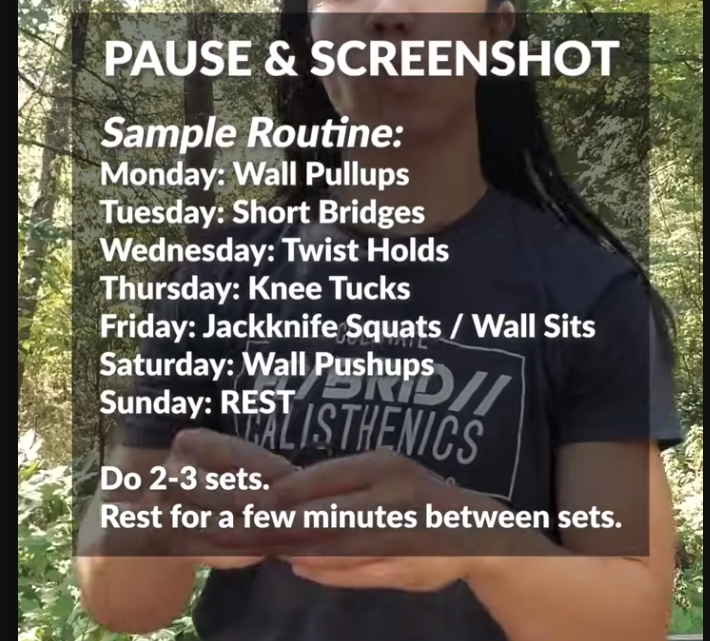 PAUSE & SCREENSHOT
Sample Routine:
Monday: Wall Pullups
Tuesday: Short Bridges
Wednesday: Twist Holds
Thursday: Knee Tucks
Friday: Jackknife Squats / Wall Sits
Saturday: Wall Pushups
Sunday: REST
CALISTHENICS
Do 2-3 sets.
Rest for a few minutes between sets.